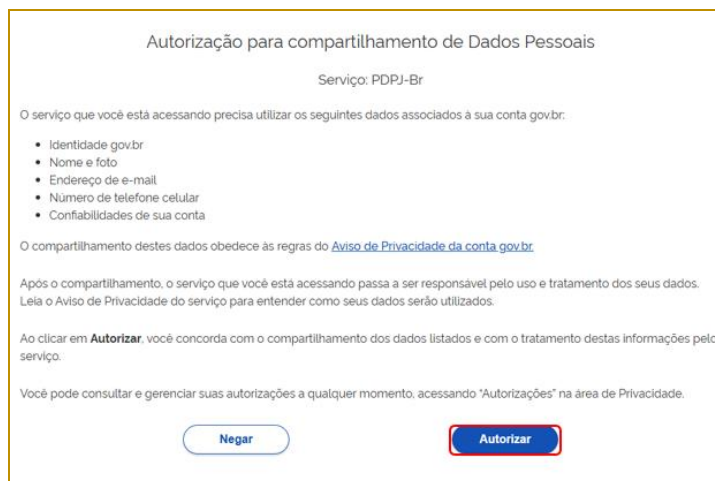 Autorização para compartilhamento de Dados Pessoais
Serviço: PDPJ-Br
O serviço que você está acessando precisa utilizar os seguintes dados associados à sua conta gov.br:
• Identidade gov.br
• Nome e foto
• Endereço de e-mail
• Número de telefone celular
• Confiabilidades de sua conta
O compartilhamento destes dados obedece às regras do Aviso de Privacidade da conta gov.br
Após o compartilhamento, o serviço que você está acessando passa a ser responsável pelo uso e tratamento dos seus dados.
Leia o Aviso de Privacidade do serviço para entender como seus dados serão utilizados.
Ao clicar em Autorizar, você concorda com o compartilhamento dos dados listados e com o tratamento destas informações pelo
serviço.
Você pode consultar e gerenciar suas autorizações a qualquer momento, acessando "Autorizações" na área de Privacidade.
Negar
Autorizar